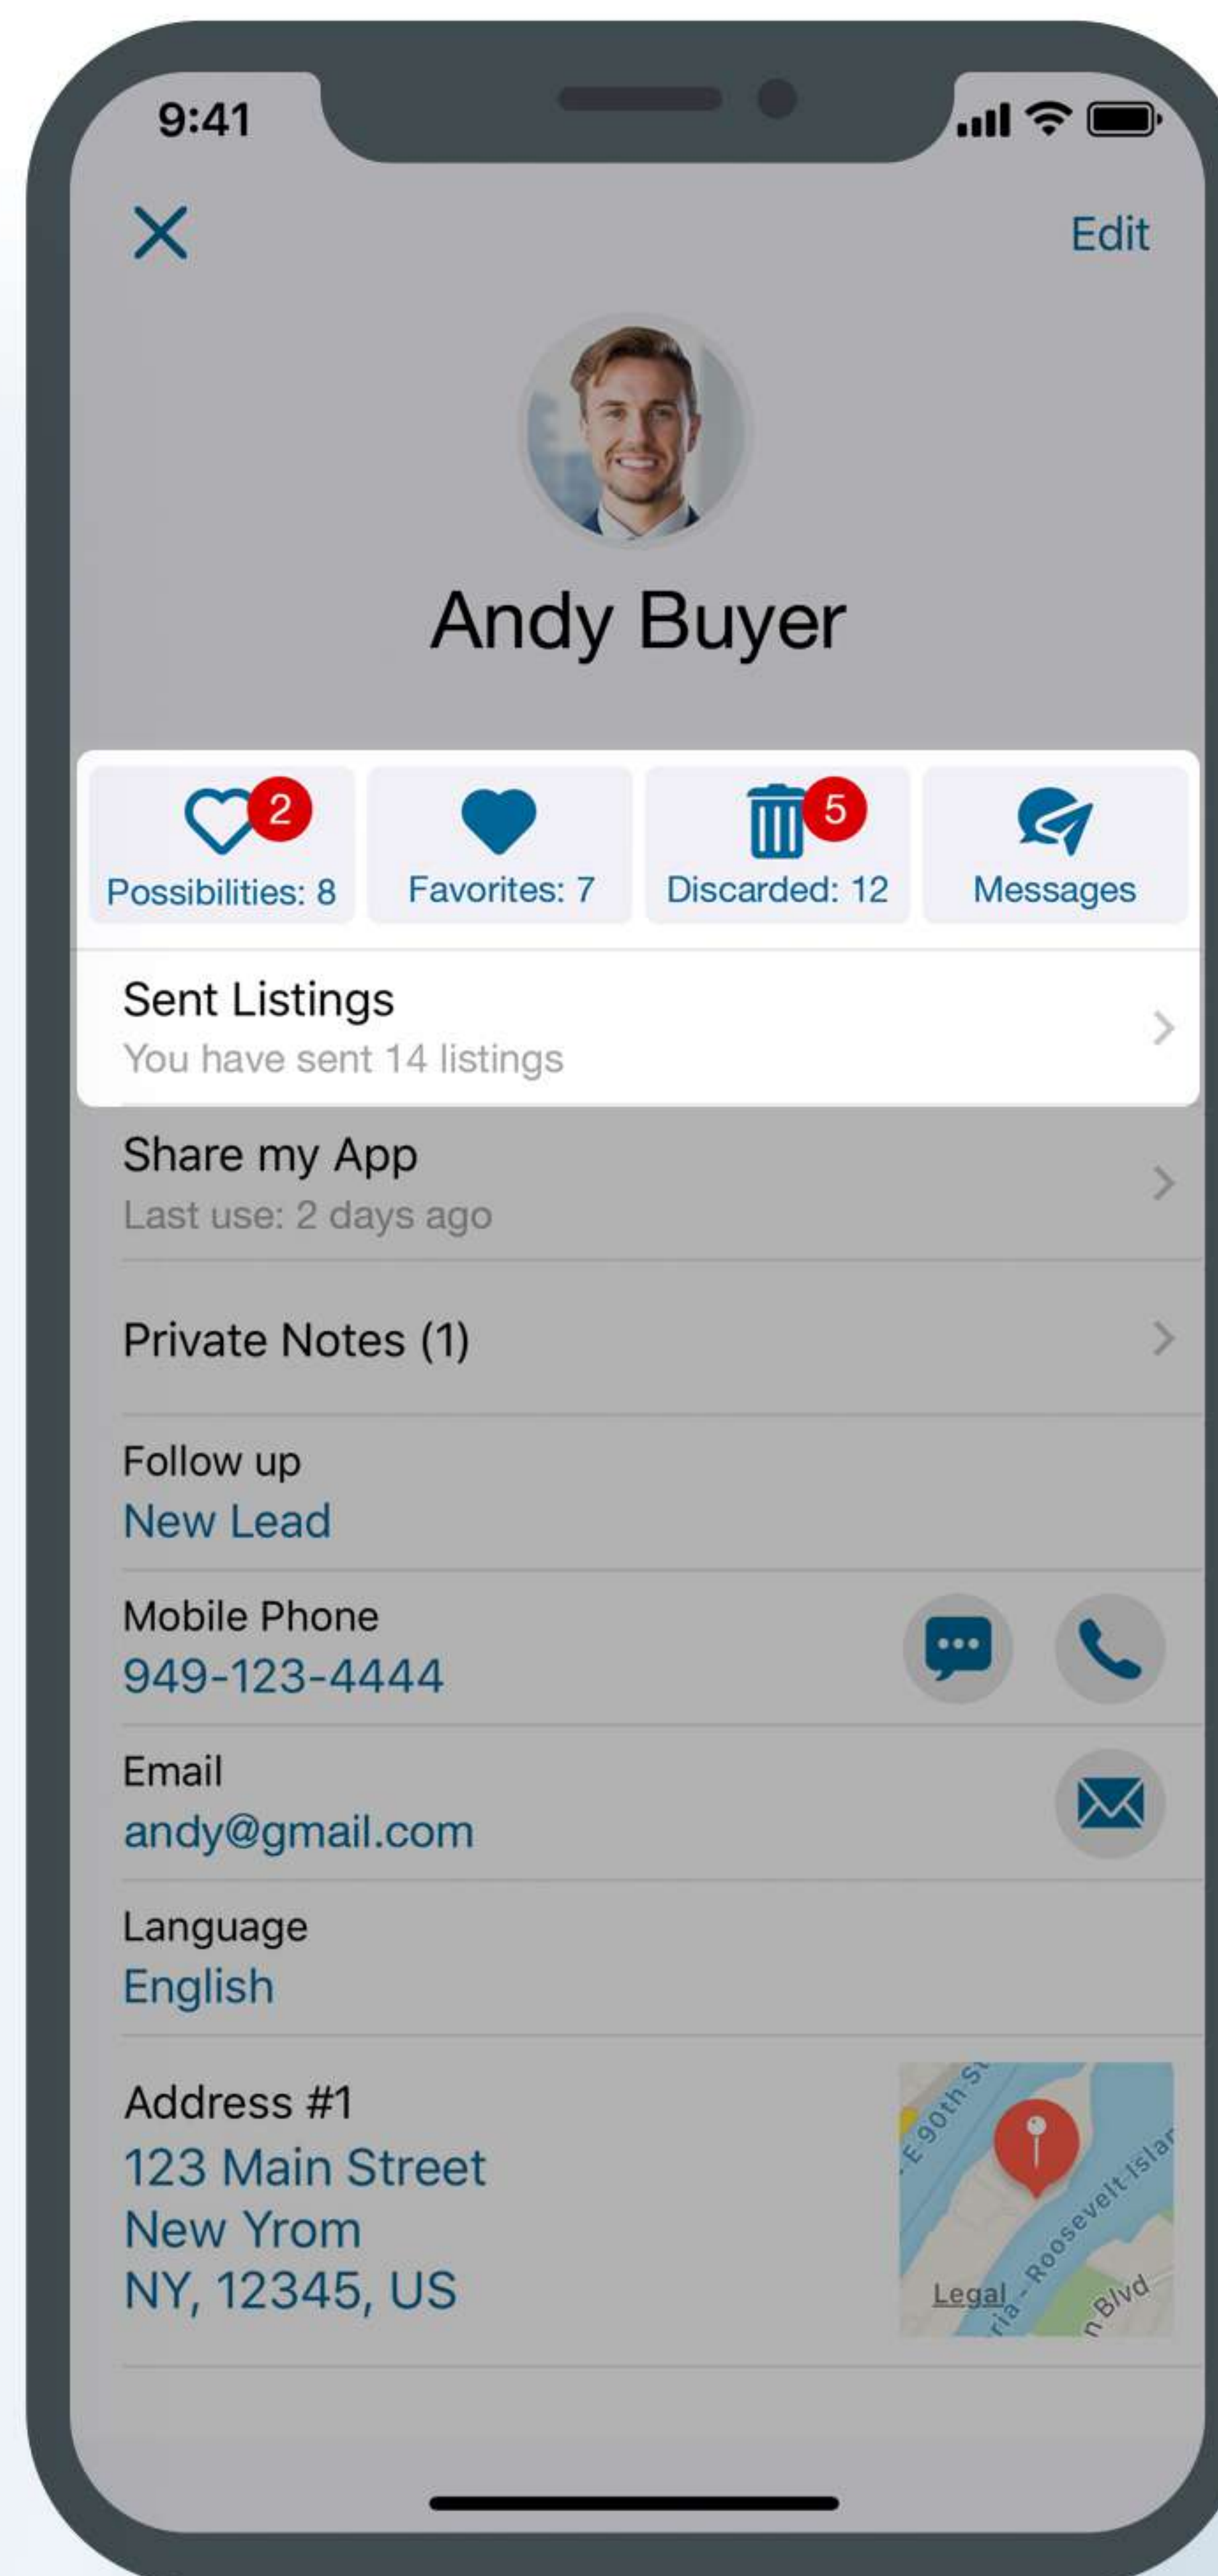 9:41
Edit
Andy Buyer
2
5
Possibilities: 8
Favorites: 7
Discarded: 12
Messages
Sent Listings
You have sent 14 listings
Share my App
Last use: 2 days ago
Private Notes (1)
Follow up
New Lead
Mobile Phone
949-123-4444
Email
andy@gmail.com
Language
English
Address #1
123 Main Street
New Yrom
NY, 12345, US
E 90th St
ria - Roosevelt Islan
n Blvd
Legal